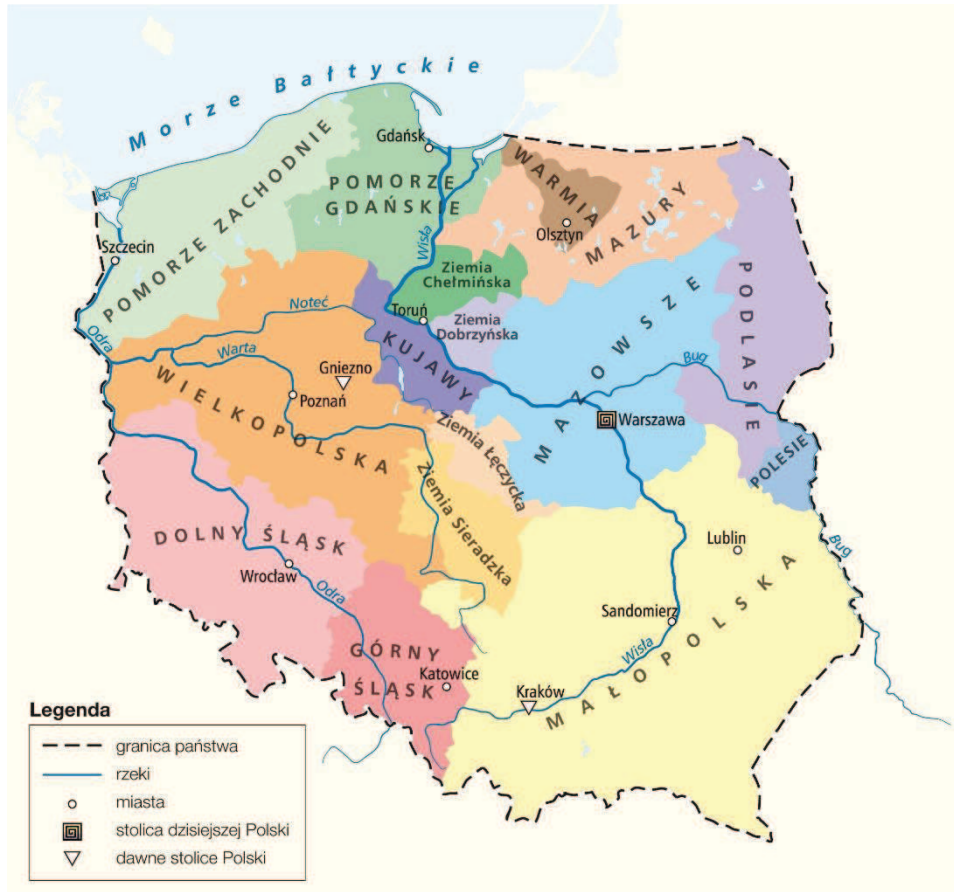 Morze Bałtyckie
Gdańsk
POMORZE ZACHODNIE
POMORZE
GDAŃSKIE
WARMIA
Olsztyn
MAZURY
Wisła
Szczecin
Ziemia
Chełmińska
Odra
Noteć
Toruń
Ziemia
Dobrzyńska
PODLASIE
Warta
Gniezno
KUJAWY
MAZOWSZE
Bug
WIELKOPOLSKA
Poznań
Warszawa
Ziemia Łęczycka
POLESIE
Ziemia Sieradzka
DOLNY ŚLĄSK
Wrocław
Odra
Lublin
Bug
Sandomierz
Wisła
MAŁOPOLSKA
GÓRNY
ŚLĄSK
Katowice
Kraków
Legenda
granica państwa
rzeki
miasta
stolica dzisiejszej Polski
dawne stolice Polski